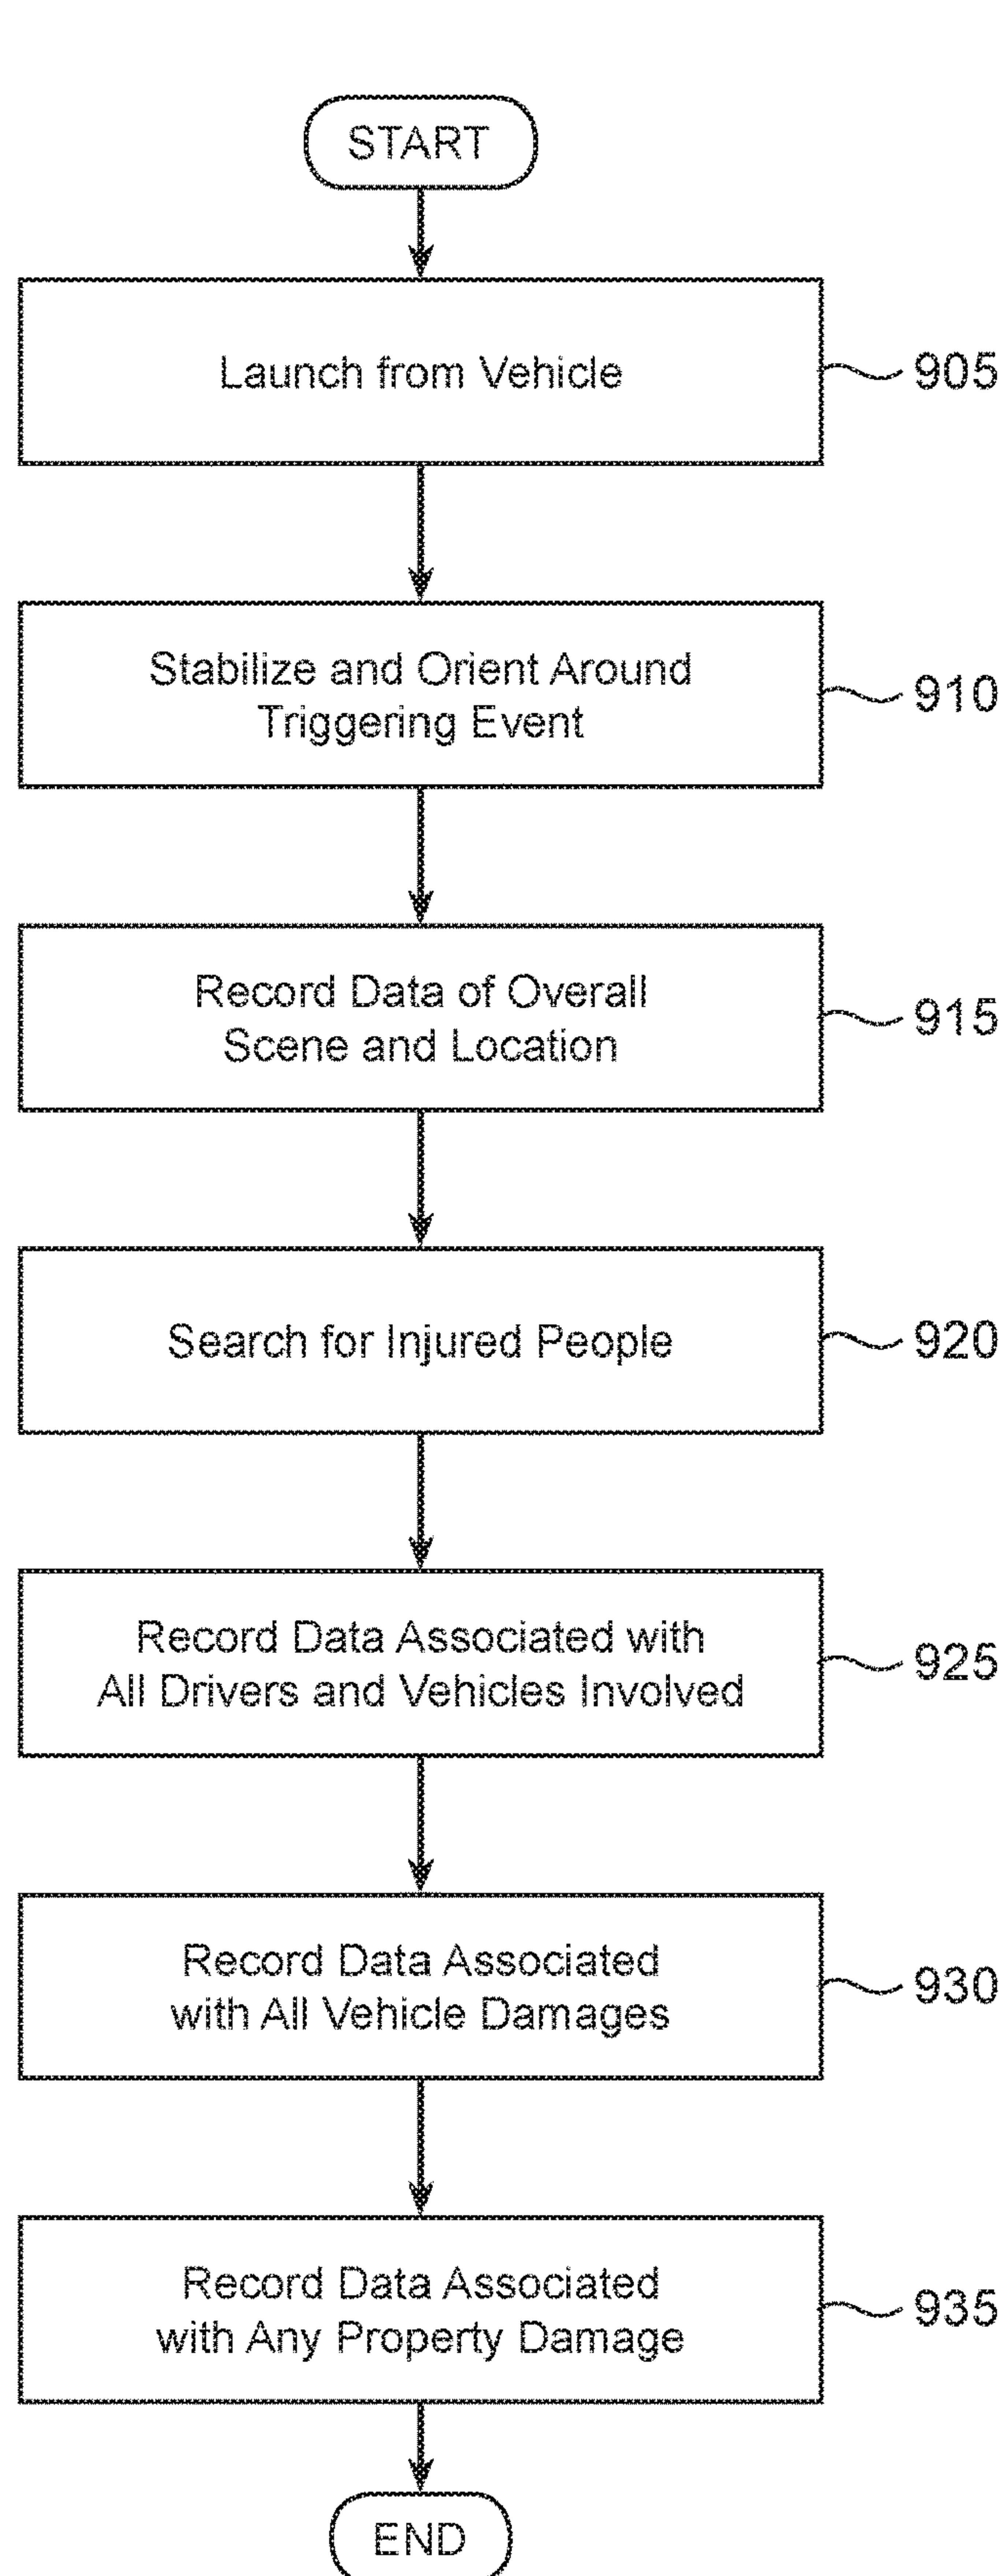 START
Launch from Vehicle
905
Stabilize and Orient Around
Triggering Event
910
Record Data of Overall
Scene and Location
915
Search for Injured People
920
Record Data Associated with
All Drivers and Vehicles Involved
925
Record Data Associated
with All Vehicle Damages
930
Record Data Associated
with Any Property Damage
935
END